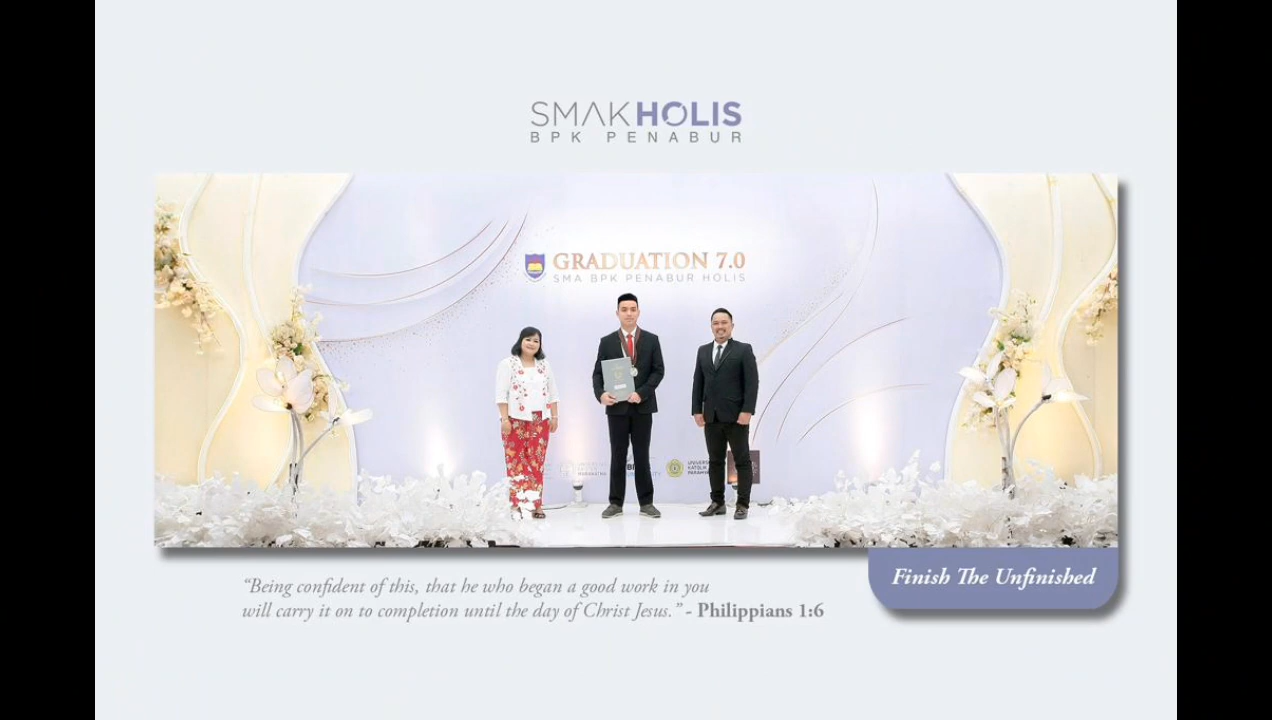 SMAKHOLIS
BPK PENABUR
GRADUATION 7.0
SMA BPK PENABUR HOLIS
"Being confident of this, that he who began a good work in you
will carry it on to completion until the day of Christ Jesus." - Philippians 1:6
Finish The Unfinished